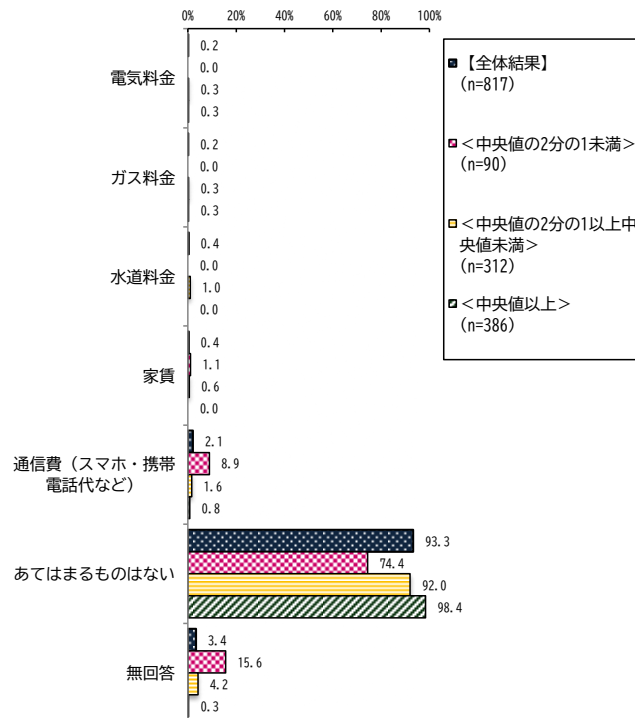 0% 20% 40% 60% 80% 100%
電気料金
0.2
0.0
0.3
0.3
ガス料金
0.2
0.0
0.3
0.3
水道料金
0.4
0.0
1.0
0.0
家賃
0.4
1.1
0.6
0.0
通信費（スマホ・携帯
電話代など）
2.1
8.9
1.6
0.8
あてはまるものはない
93.3
74.4
92.0
98.4
無回答
3.4
15.6
4.2
0.3
【全体結果】
(n=817)
＜中央値の2分の1未満＞
(n=90)
＜中央値の2分の1以上中
央値未満＞
(n=312)
＜中央値以上＞
(n=386)